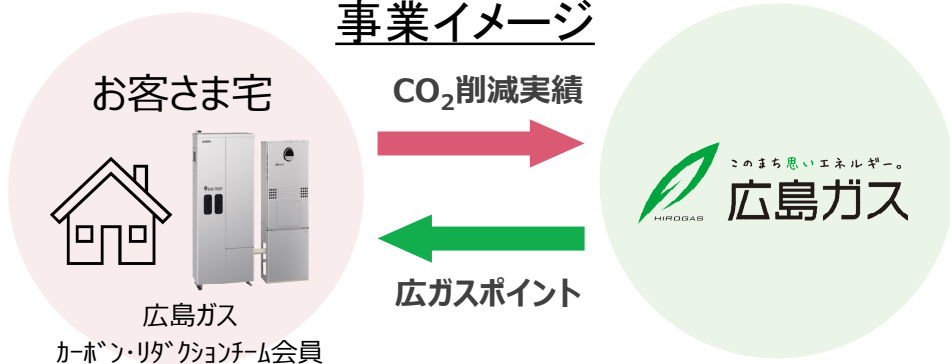 事業イメージ
お客さま宅
CO₂削減実績
このまち思いエネルギー。
広島ガス
HIROGAS
広ガスポイント
広島ガス
ｶｰﾎﾞﾝ・ﾘﾀﾞｸｼｮﾝﾁｰﾑ会員